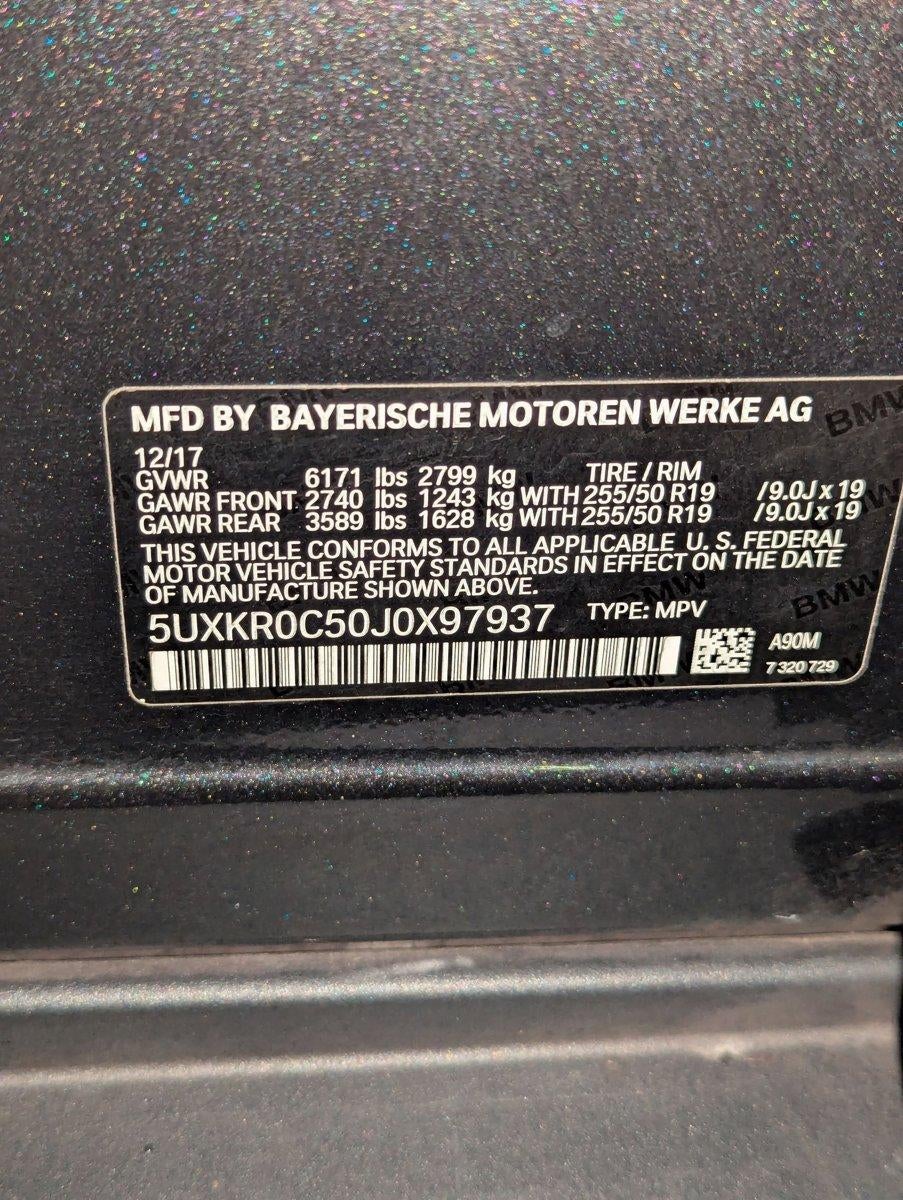 MFD BY BAYERISCHE MOTOREN WERKE AG
12/17
GVWR 6171 lbs 2799 kg TIRE / RIM
GAWR FRONT 2740 lbs 1243 kg WITH 255/50 R19 / 9.0J x 19
GAWR REAR 3589 lbs 1628 kg WITH 255/50 R19 / 9.0J x 19
THIS VEHICLE CONFORMS TO ALL APPLICABLE U. S. FEDERAL
MOTOR VEHICLE SAFETY STANDARDS IN EFFECT ON THE DATE
OF MANUFACTURE SHOWN ABOVE.
5UXKR0C50J0X97937 TYPE: MPV
A90M
7 320 729
BMW
BMW
BMW